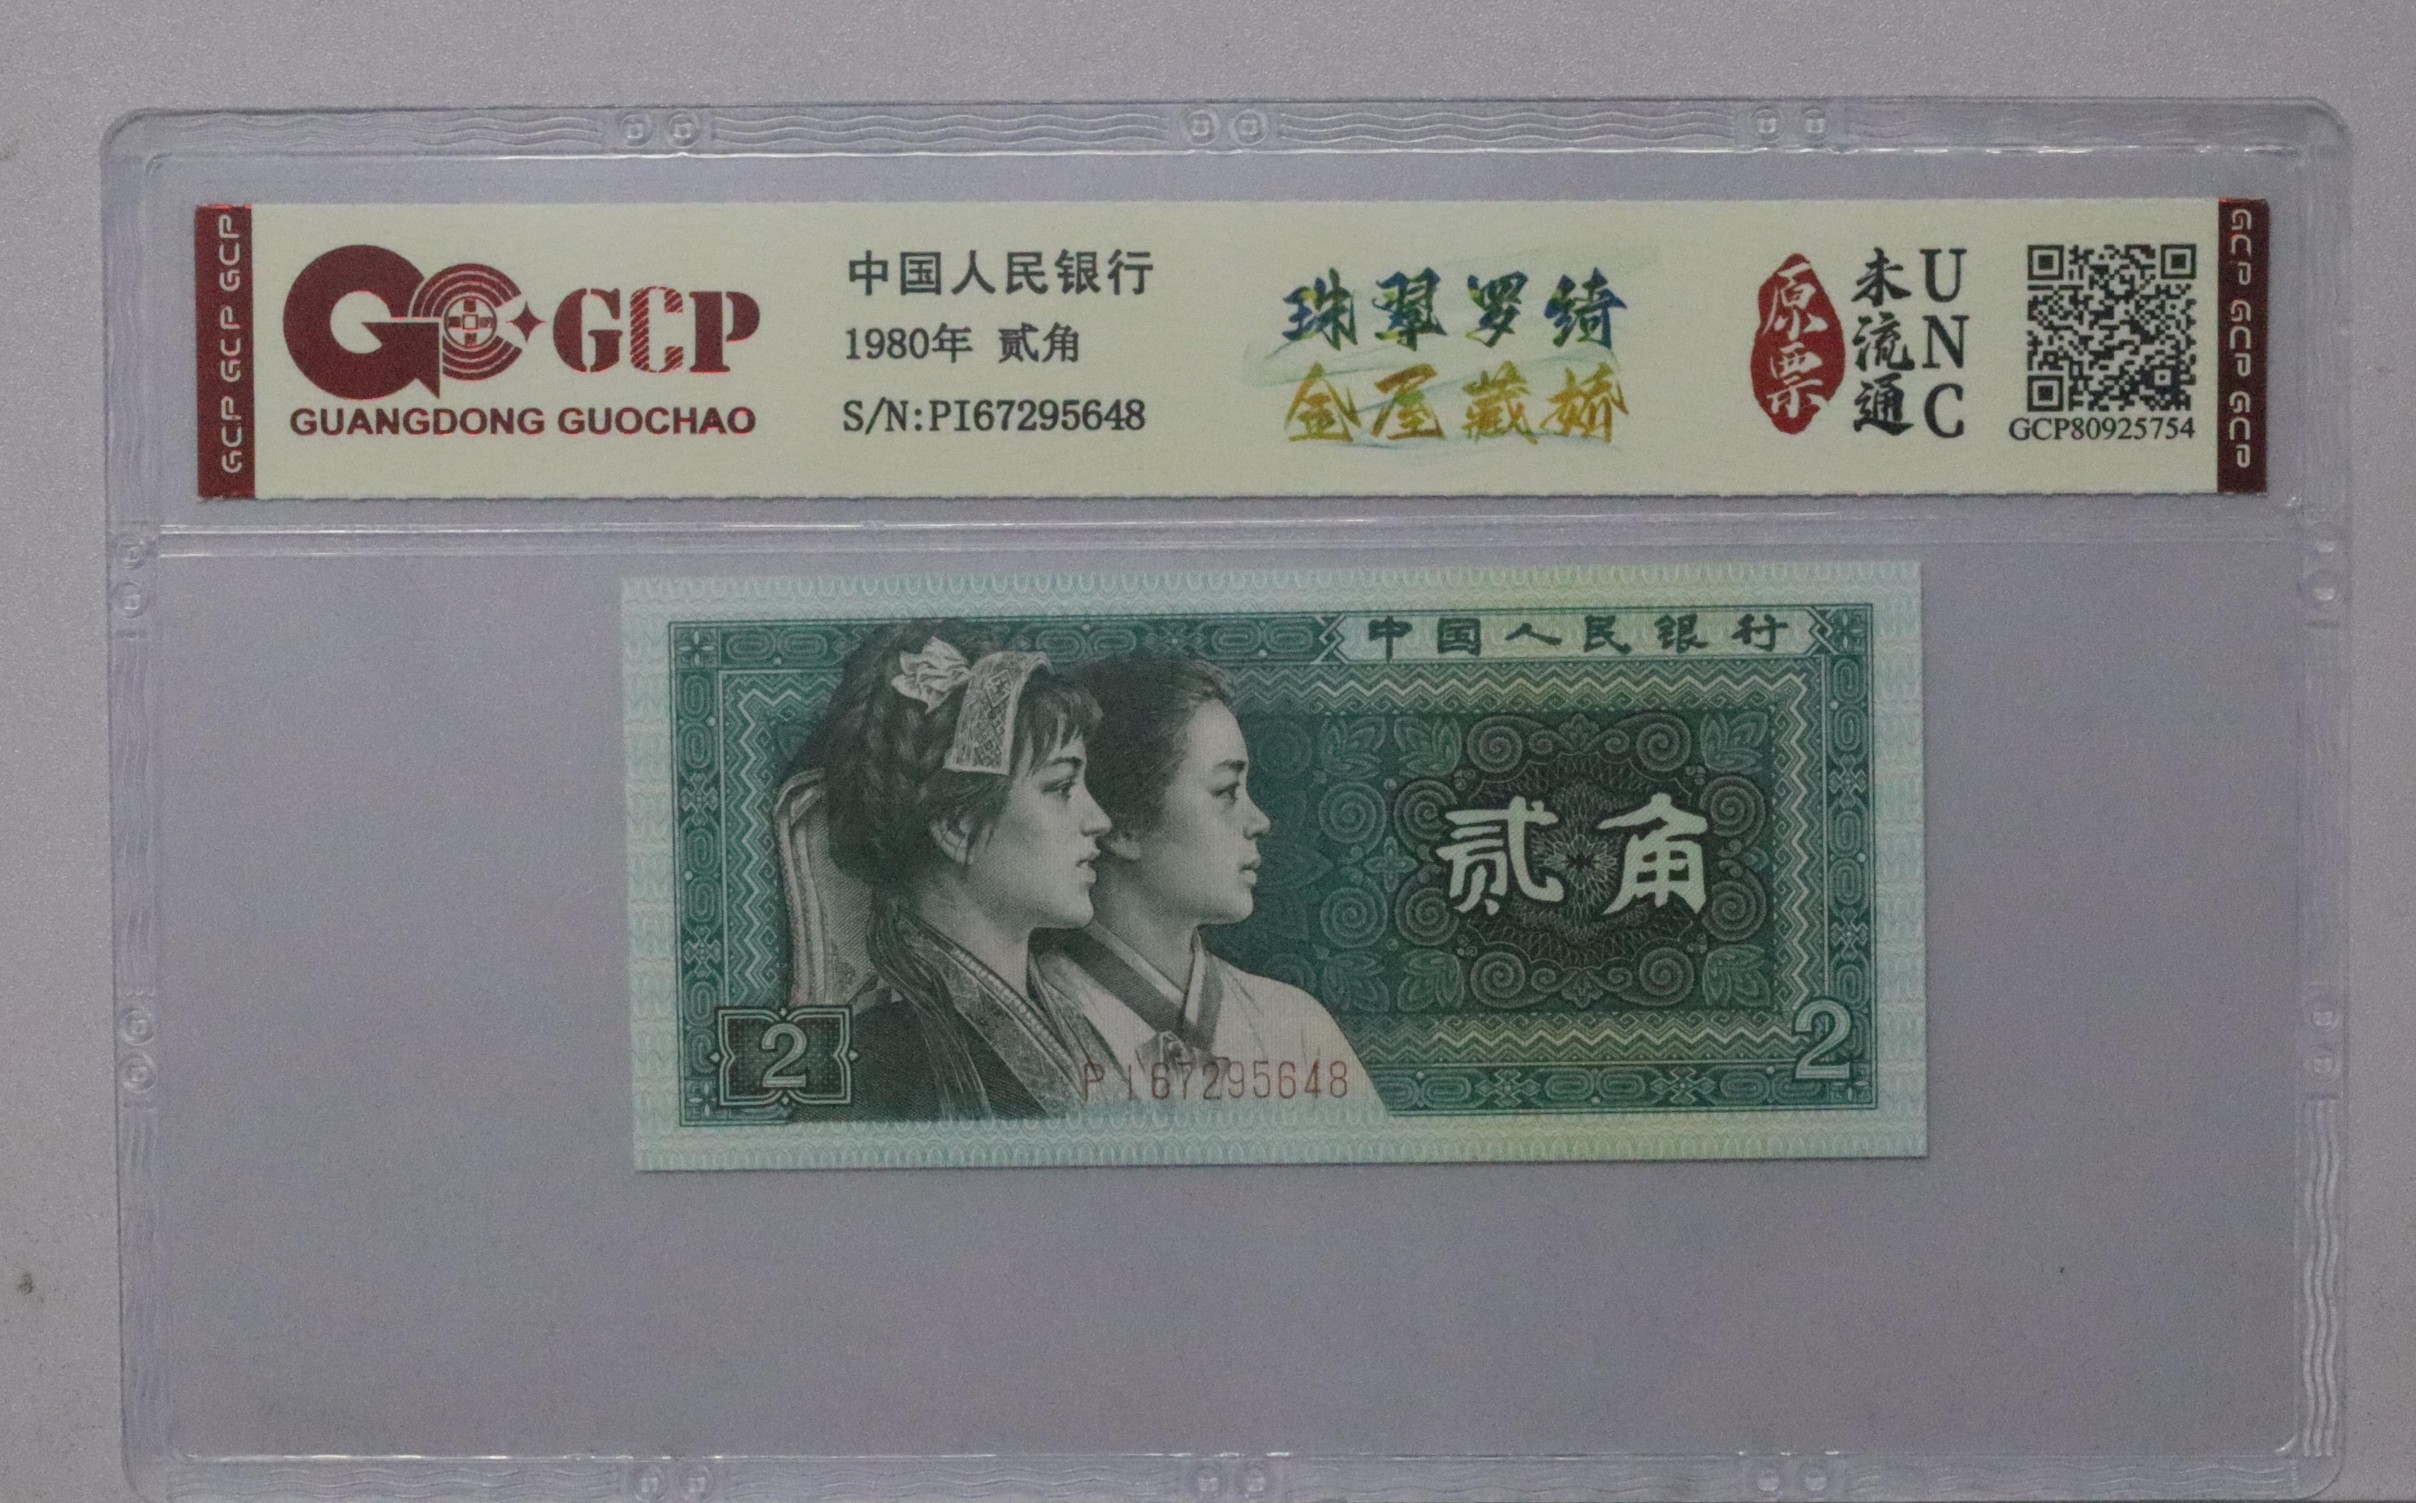 GCP GCP GCP
GCP
GUANGDONG GUOCHAO
中国人民银行
1980年 贰角
S/N:PI67295648
珠翠罗绮
金屋藏娇
原票
未流通
UNC
GCP80925754
GCP GCP GCP
中国人民银行
贰角
2
PI67295648
2